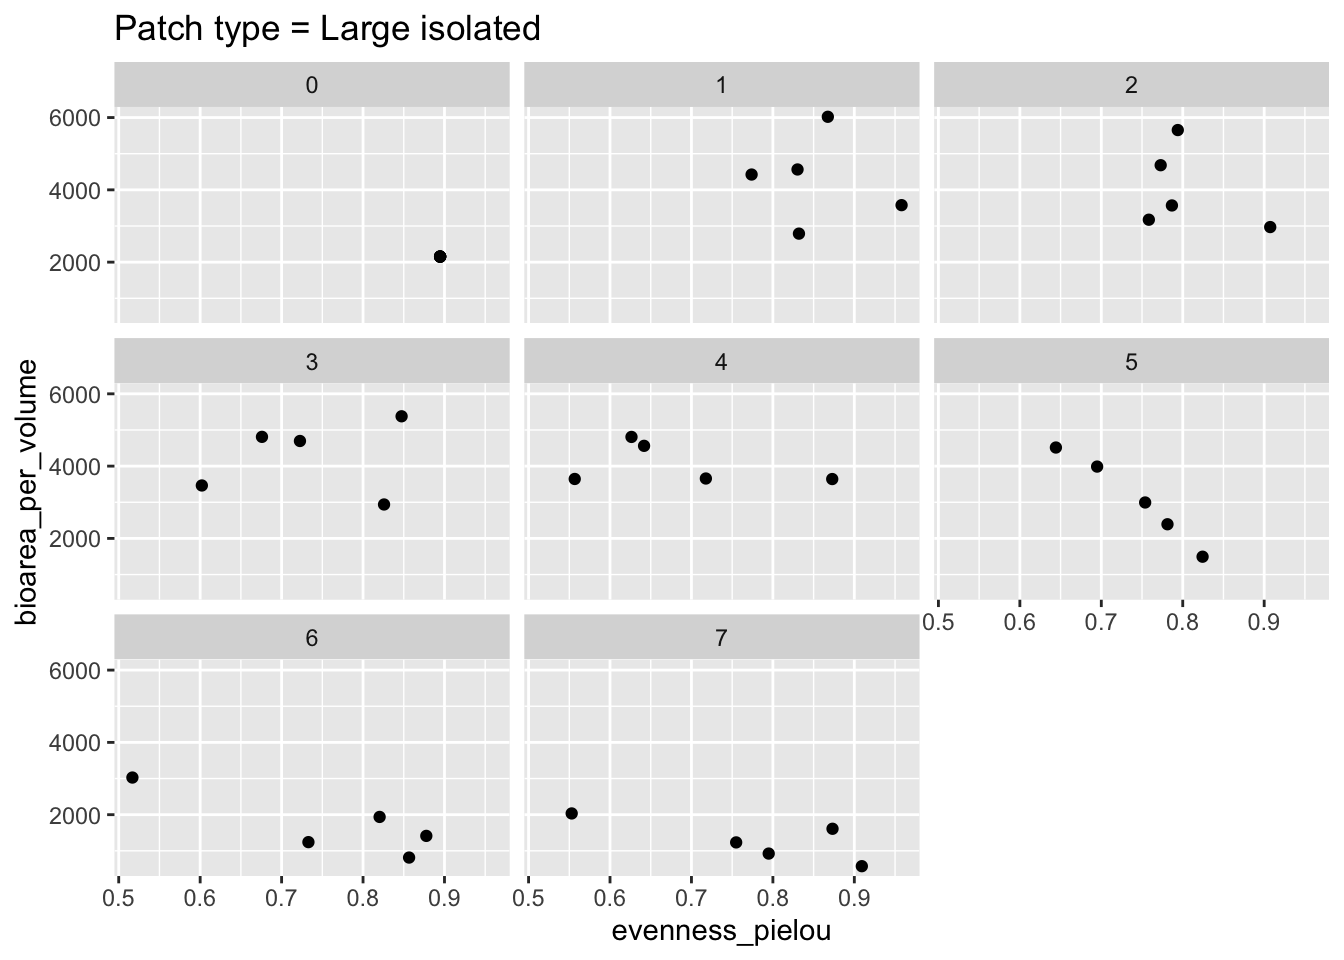 Patch type = Large isolated
0 1 2
6000
4000
2000
3 4 5
6000
4000
2000
0.5 0.6 0.7 0.8 0.9
6 7
6000
4000
2000
0.5 0.6 0.7 0.8 0.9 0.5 0.6 0.7 0.8 0.9
evenness_pielou
bioarea_per_volume